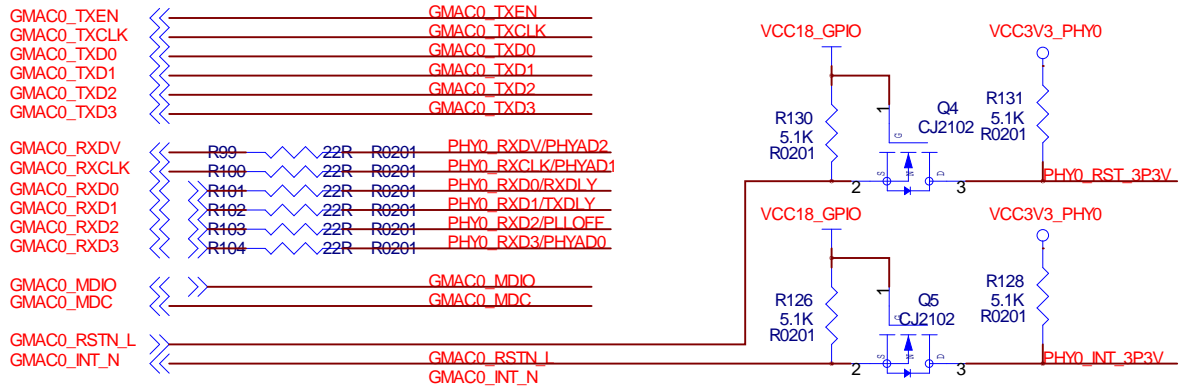 GMAC0_TXEN GMAC0_TXEN
GMAC0_TXCLK GMAC0_TXCLK
GMAC0_TXD0 GMAC0_TXD0
GMAC0_TXD1 GMAC0_TXD1
GMAC0_TXD2 GMAC0_TXD2
GMAC0_TXD3 GMAC0_TXD3
GMAC0_RXDV R99 22R R0201 PHY0_RXDV/PHYAD2
GMAC0_RXCLK R100 22R R0201 PHY0_RXCLK/PHYAD1
GMAC0_RXD0 R101 22R R0201 PHY0_RXD0/RXDLY
GMAC0_RXD1 R102 22R R0201 PHY0_RXD1/TXDLY
GMAC0_RXD2 R103 22R R0201 PHY0_RXD2/PLLOFF
GMAC0_RXD3 R104 22R R0201 PHY0_RXD3/PHYAD0
GMAC0_MDIO GMAC0_MDIO
GMAC0_MDC GMAC0_MDC
GMAC0_RSTN_L
GMAC0_INT_N GMAC0_RSTN_L
GMAC0_INT_N
VCC18_GPIO VCC3V3_PHY0
1 Q4 R131
R130 CJ2102 5.1K
5.1K G R0201
R0201
S N D
2 3 PHY0_RST_3P3V
VCC18_GPIO VCC3V3_PHY0
1 Q5 R128
R126 CJ2102 5.1K
5.1K G R0201
R0201
S N D
2 3 PHY0_INT_3P3V